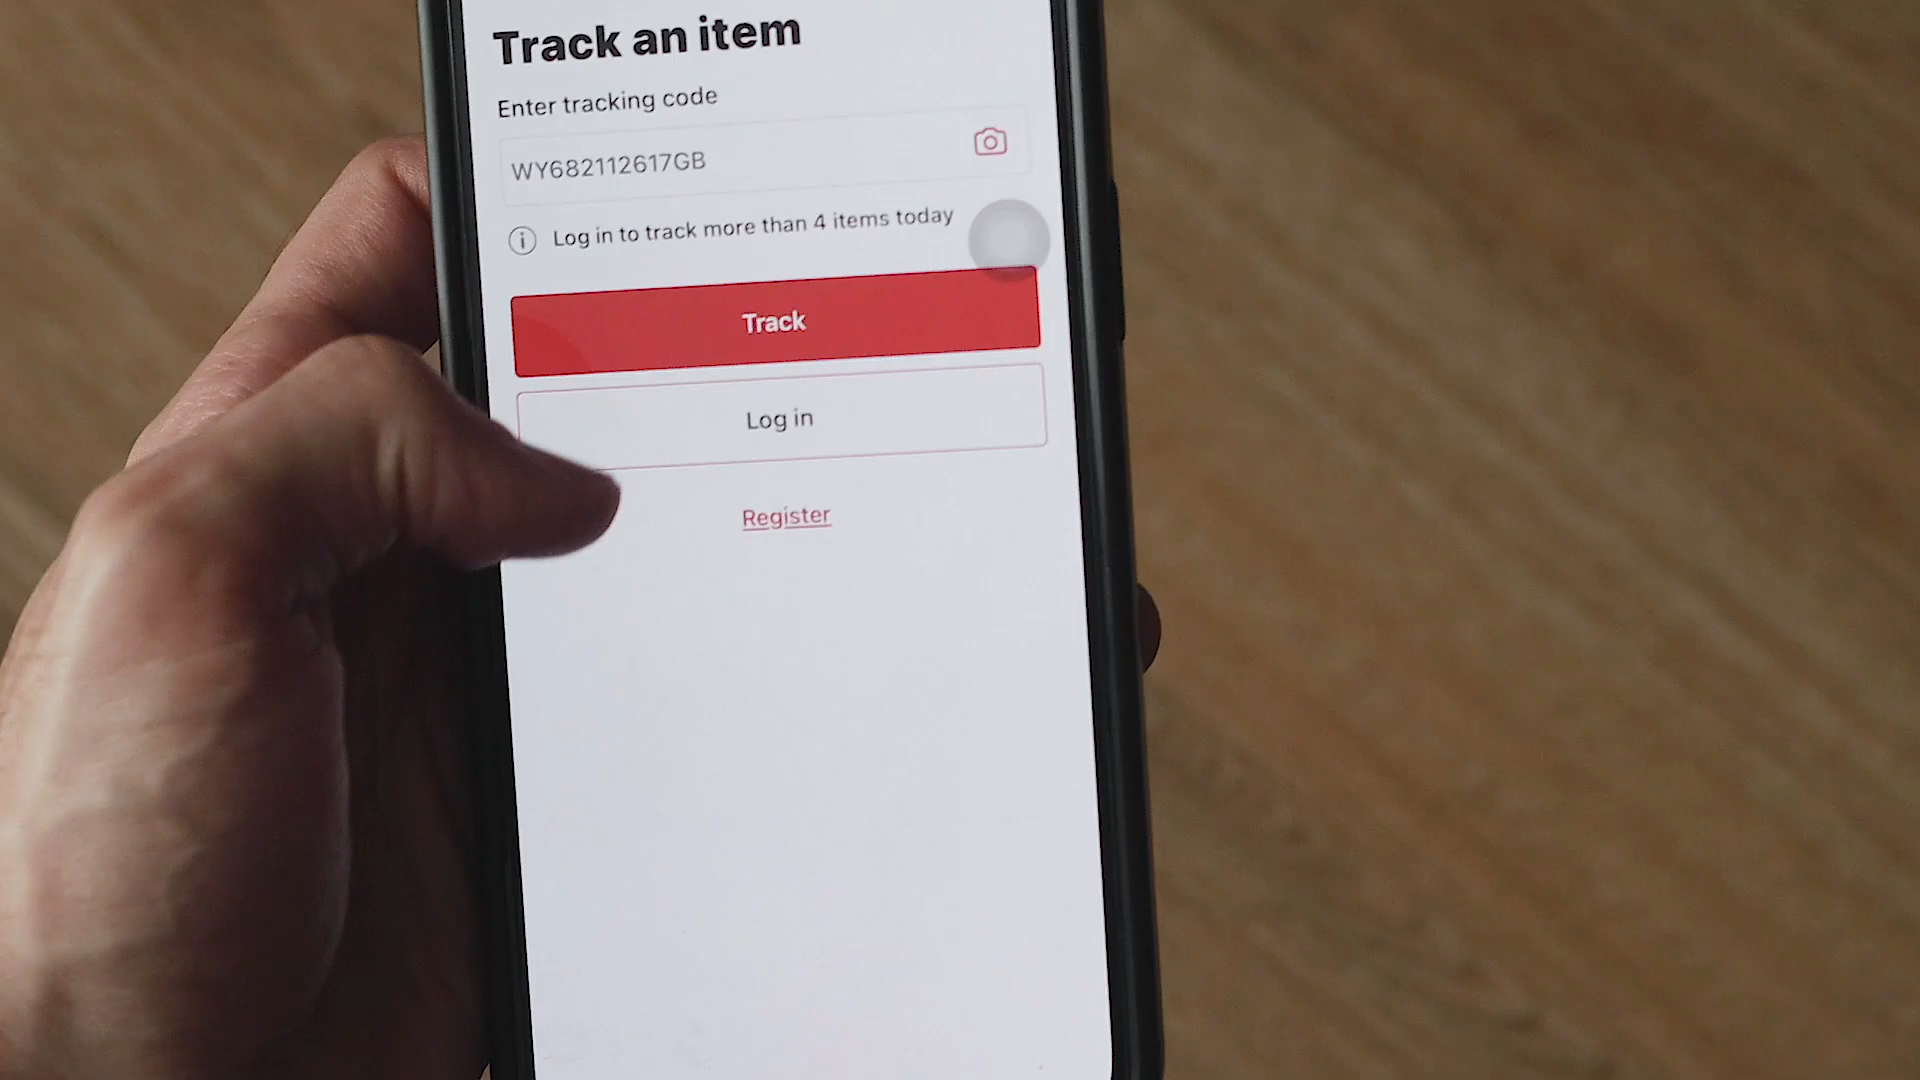 Track an item
Enter tracking code
WY682112617GB
Log in to track more than 4 items today
Track
Log in
Register